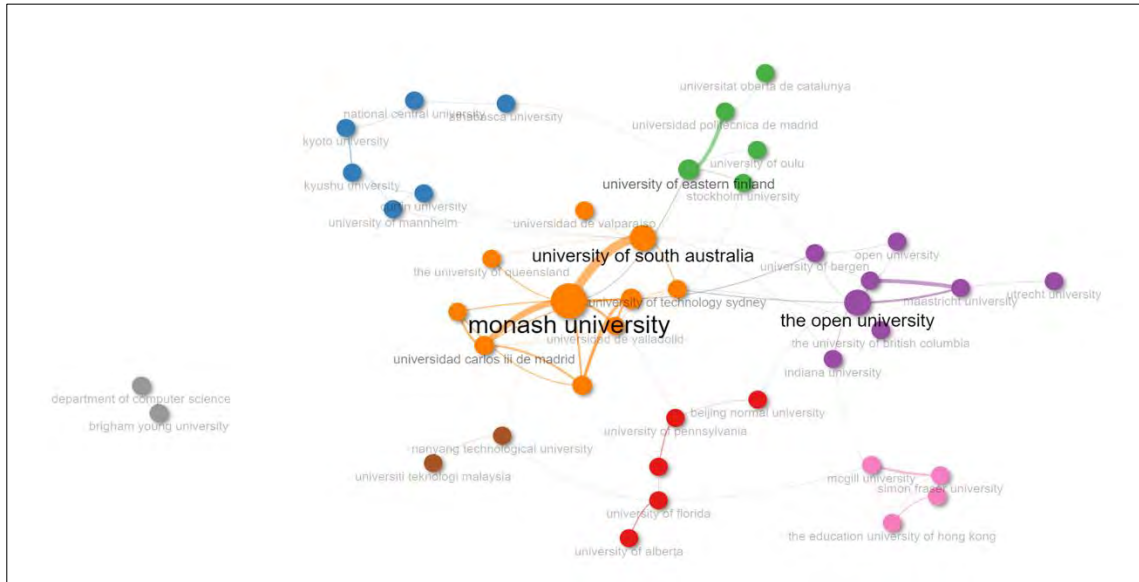 universitat oberta de catalunya
national central university
athabasca university
universidad politecnica de madrid
kyoto university
university of oulu
kyushu university
university of eastern finland
stockholm university
curtin university
university of mannheim
universidad de valparaiso
university of south australia
open university
university of bergen
the university of queensland
utrecht university
maastricht university
university of technology sydney
monash university
the open university
universidad de valladolid
the university of british columbia
universidad carlos iii de madrid
indiana university
department of computer science
beijing normal university
brigham young university
university of pennsylvania
nanyang technological university
universiti teknologi malaysia
mcgill university
simon fraser university
university of florida
the education university of hong kong
university of alberta